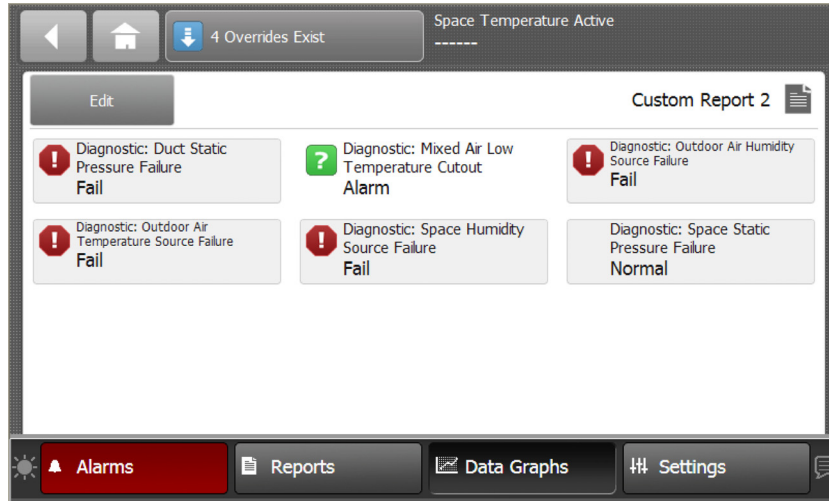 4 Overrides Exist
Space Temperature Active
------
Edit
Custom Report 2
Diagnostic: Duct Static
Pressure Failure
Fail
Diagnostic: Mixed Air Low
Temperature Cutout
Alarm
Diagnostic: Outdoor Air Humidity
Source Failure
Fail
Diagnostic: Outdoor Air
Temperature Source Failure
Fail
Diagnostic: Space Humidity
Source Failure
Fail
Diagnostic: Space Static
Pressure Failure
Normal
Alarms
Reports
Data Graphs
Settings